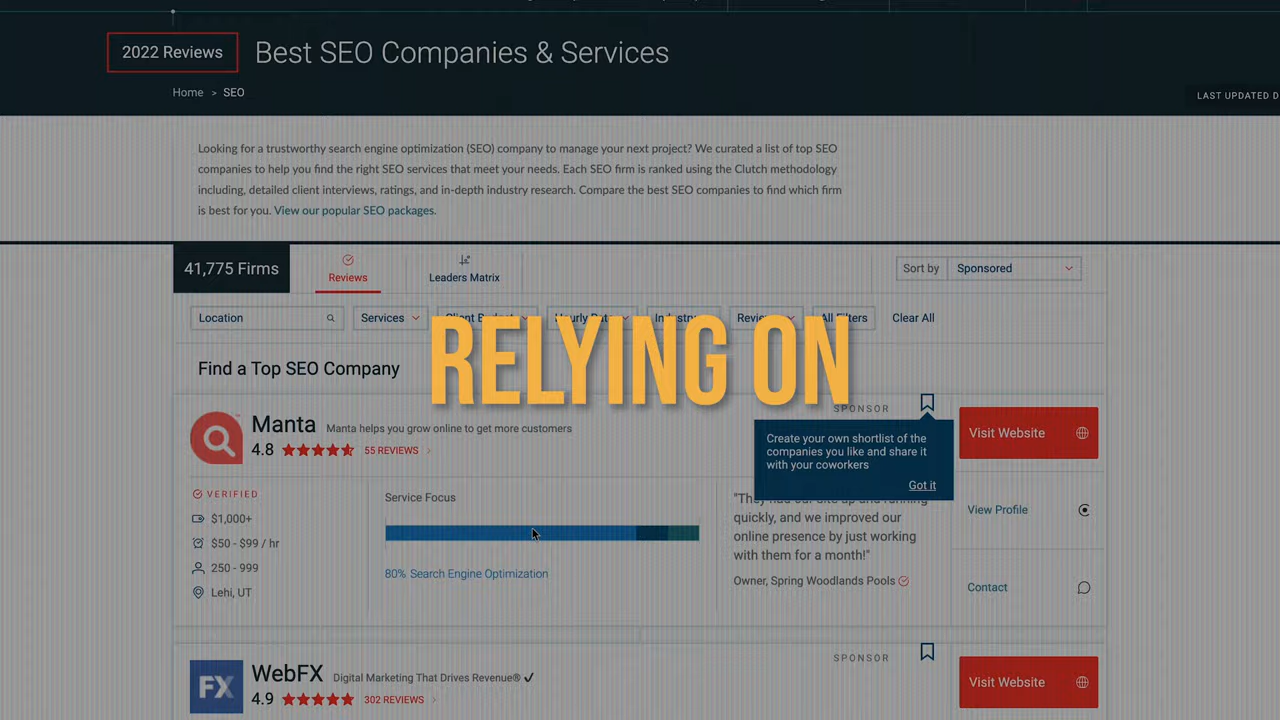 2022 Reviews
Best SEO Companies & Services
Home > SEO
LAST UPDATED D
Looking for a trustworthy search engine optimization (SEO) company to manage your next project? We curated a list of top SEO
companies to help you find the right SEO services that meet your needs. Each SEO firm is ranked using the Clutch methodology
including, detailed client interviews, ratings, and in-depth industry research. Compare the best SEO companies to find which firm
is best for you. View our popular SEO packages.
41,775 Firms
Reviews
Leaders Matrix
Sort by
Sponsored
Location
Services
All Filters
Clear All
RELYING ON
Find a Top SEO Company
SPONSOR
Manta
Manta helps you grow online to get more customers
4.8
55 REVIEWS
Visit Website
Create your own shortlist of the
companies you like and share it
with your coworkers
Got it
VERIFIED
$1,000+
$50 - $99 / hr
250 - 999
Lehi, UT
Service Focus
80% Search Engine Optimization
quickly, and we improved our
online presence by just working
with them for a month!"
Owner, Spring Woodlands Pools
View Profile
Contact
SPONSOR
FX
WebFX
Digital Marketing That Drives Revenue® ✔
4.9
302 REVIEWS
Visit Website